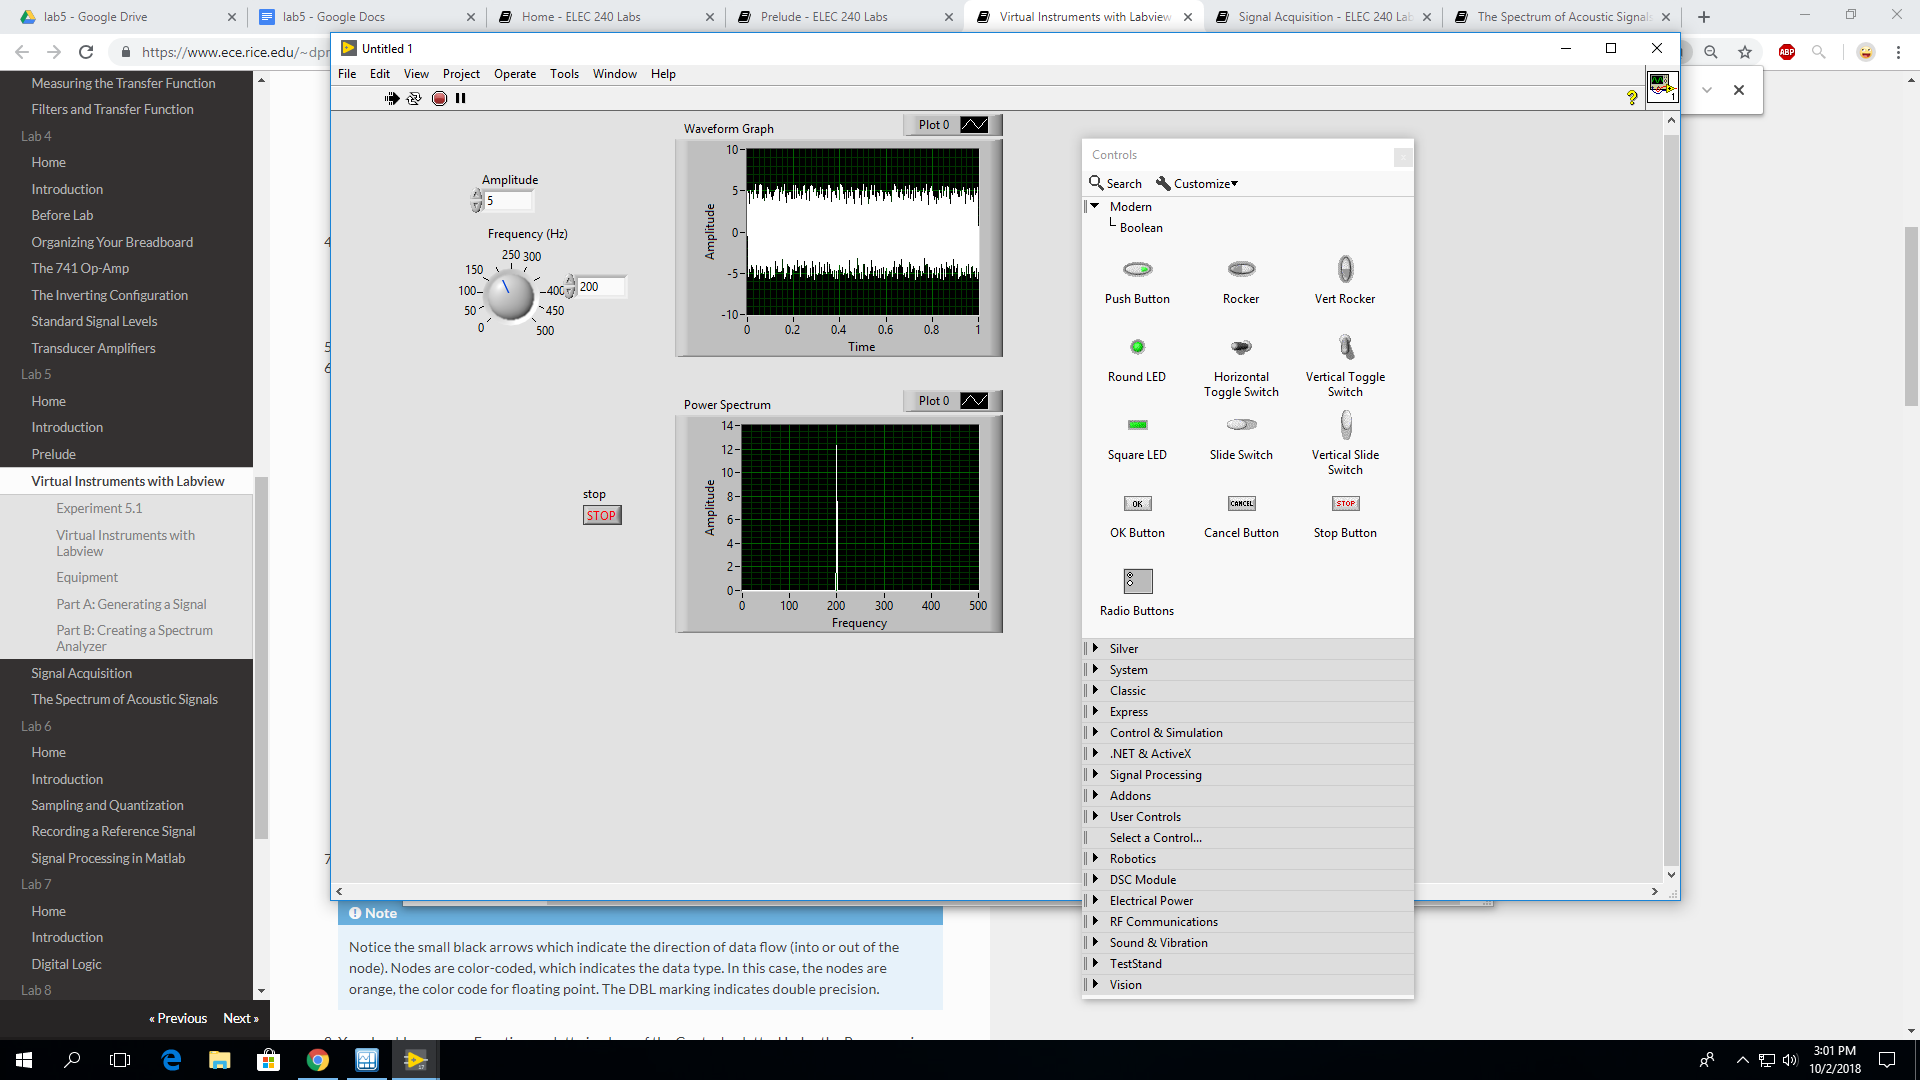 lab5 - Google Drive
lab5 - Google Docs
Home - ELEC 240 Labs
Prelude - ELEC 240 Labs
Virtual Instruments with Labview
Signal Acquisition - ELEC 240 Lab
The Spectrum of Acoustic Signals
https://www.ece.rice.edu/~dpr
ABP
Untitled 1
File Edit View Project Operate Tools Window Help
1
Measuring the Transfer Function
Filters and Transfer Function
Lab 4
Home
Introduction
Before Lab
Organizing Your Breadboard
The 741 Op-Amp
The Inverting Configuration
Standard Signal Levels
Transducer Amplifiers
Lab 5
Home
Introduction
Prelude
Virtual Instruments with Labview
Experiment 5.1
Virtual Instruments with
Labview
Equipment
Part A: Generating a Signal
Part B: Creating a Spectrum
Analyzer
Signal Acquisition
The Spectrum of Acoustic Signals
Lab 6
Home
Introduction
Sampling and Quantization
Recording a Reference Signal
Signal Processing in Matlab
Lab 7
Home
Introduction
Digital Logic
Lab 8
« Previous Next »
4
5
6
7
Amplitude
5
Frequency (Hz)
250 300
150
100
400
200
50
450
0
500
stop
STOP
Waveform Graph
Plot 0
10
5
0
-5
-10
Amplitude
0 0.2 0.4 0.6 0.8 1
Time
Power Spectrum
Plot 0
14
12
10
8
6
4
2
0
Amplitude
0 100 200 300 400 500
Frequency
Controls
Search Customize
Modern
Boolean
Push Button Rocker Vert Rocker
Round LED Horizontal Toggle Switch Vertical Toggle Switch
Square LED Slide Switch Vertical Slide Switch
OK CANCEL STOP
OK Button Cancel Button Stop Button
Radio Buttons
Silver
System
Classic
Express
Control & Simulation
.NET & ActiveX
Signal Processing
Addons
User Controls
Select a Control...
Robotics
DSC Module
Electrical Power
RF Communications
Sound & Vibration
TestStand
Vision
Note
Notice the small black arrows which indicate the direction of data flow (into or out of the
node). Nodes are color-coded, which indicates the data type. In this case, the nodes are
orange, the color code for floating point. The DBL marking indicates double precision.
3:01 PM
10/2/2018